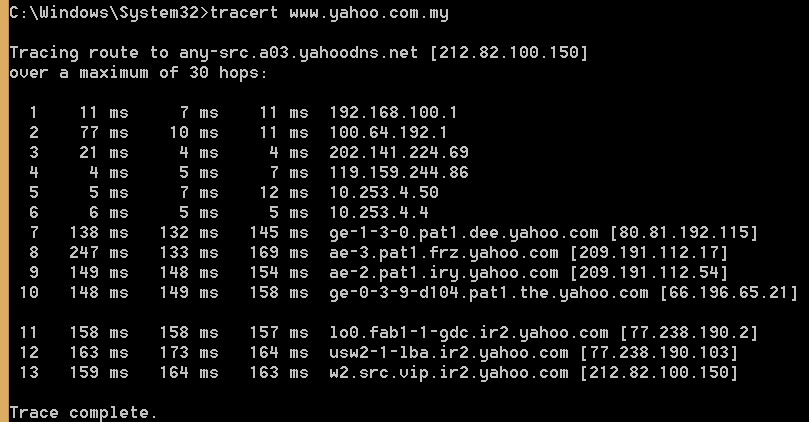 C:\Windows\System32>tracert www.yahoo.com.my
Tracing route to any-src.a03.yahoodns.net [212.82.100.150]
over a maximum of 30 hops:
1 11 ms 7 ms 11 ms 192.168.100.1
2 77 ms 10 ms 11 ms 100.64.192.1
3 21 ms 4 ms 4 ms 202.141.224.69
4 4 ms 5 ms 7 ms 119.159.244.86
5 5 ms 7 ms 12 ms 10.253.4.50
6 6 ms 5 ms 5 ms 10.253.4.4
7 138 ms 132 ms 145 ms ge-1-3-0.pat1.dee.yahoo.com [80.81.192.115]
8 247 ms 133 ms 169 ms ae-3.pat1.frz.yahoo.com [209.191.112.17]
9 149 ms 148 ms 154 ms ae-2.pat1.iry.yahoo.com [209.191.112.54]
10 148 ms 149 ms 158 ms ge-0-3-9-d104.pat1.the.yahoo.com [66.196.65.21]
11 158 ms 158 ms 157 ms lo0.fab1-1-gdc.ir2.yahoo.com [77.238.190.2]
12 163 ms 173 ms 164 ms usw2-1-lba.ir2.yahoo.com [77.238.190.103]
13 159 ms 164 ms 163 ms w2.src.vip.ir2.yahoo.com [212.82.100.150]
Trace complete.